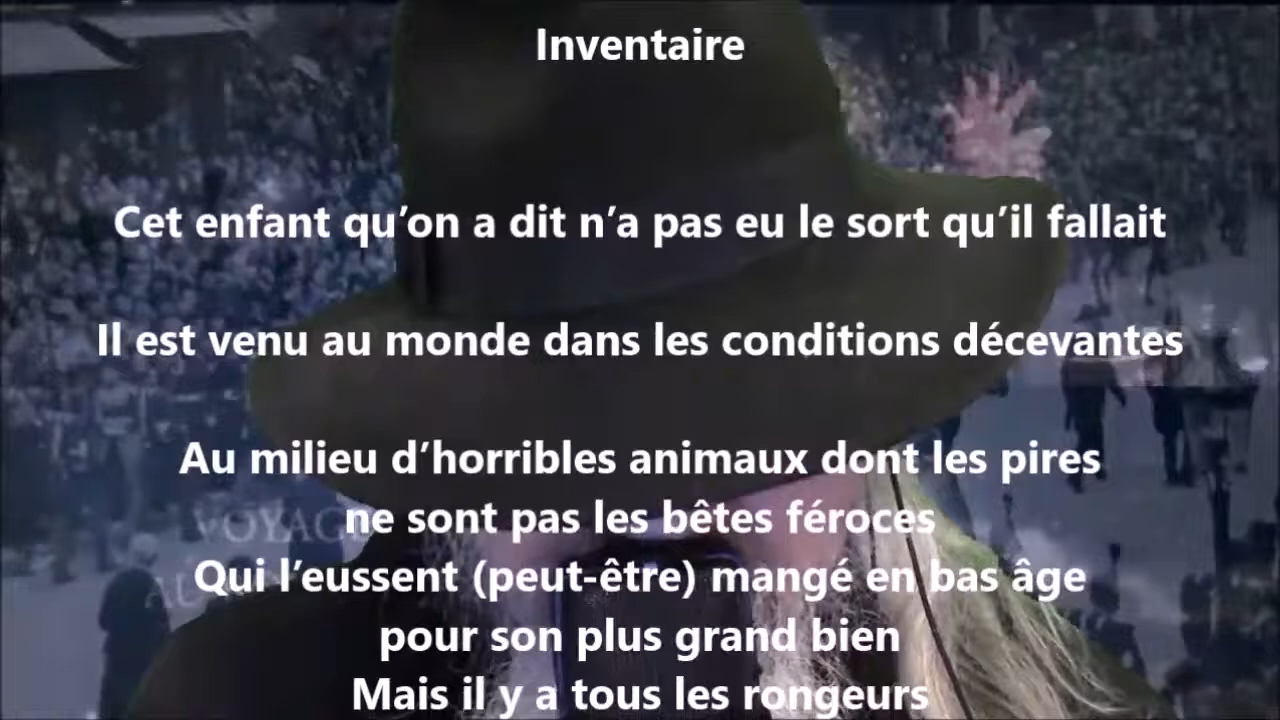 Inventaire
Cet enfant qu’on a dit n’a pas eu le sort qu’il fallait
Il est venu au monde dans les conditions décevantes
Au milieu d’horribles animaux dont les pires
ne sont pas les bêtes féroces
VOYAG
Qui l’eussent (peut-être) mangé en bas âge
AU
pour son plus grand bien
Mais il y a tous les rongeurs